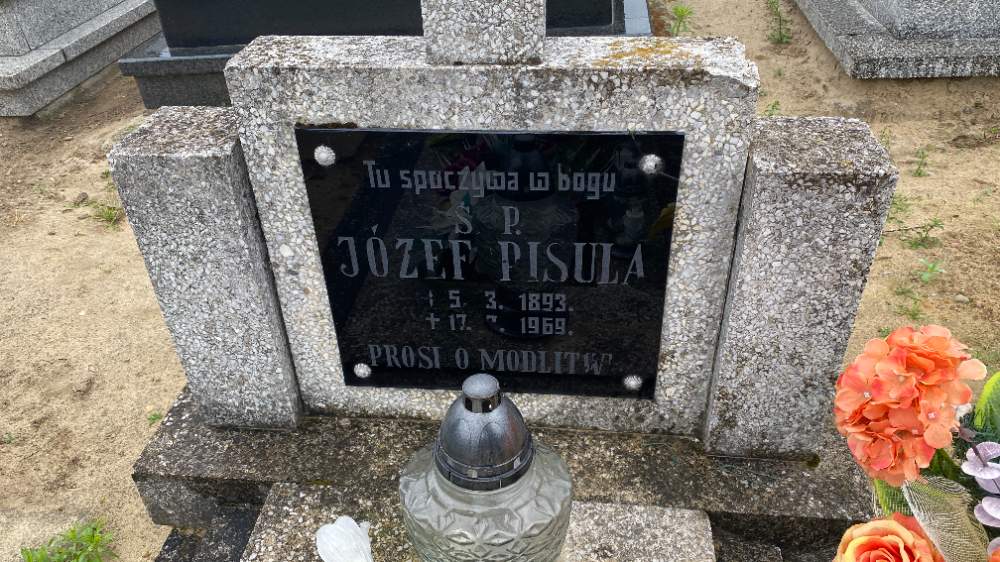 Tu spoczywa w bogu
Ś P.
JÓZEF PISULA
* 5. 3. 1893.
+ 17. 1969.
PROSI O MODLITWĘ